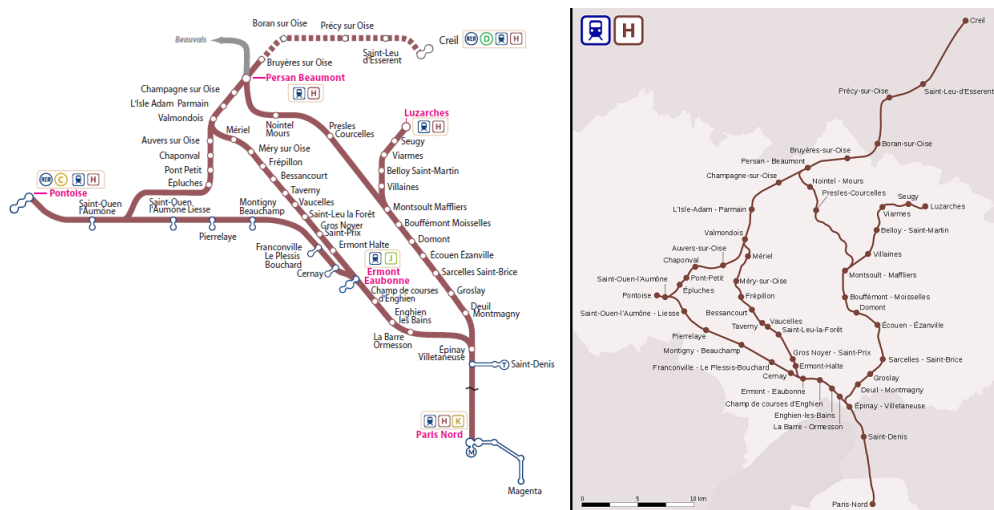 Boran sur Oise
Précy sur Oise
Beauvais
Creil
RER D H
Saint-Leu
d'Esserent
Bruyères sur Oise
Persan Beaumont
H
Champagne sur Oise
L'Isle Adam Parmain
Valmondois
Luzarches
H
Nointel
Mours
Presles
Courcelles
Mériel
Seugy
Auvers sur Oise
Méry sur Oise
Viarmes
Chaponval
Frépillon
Belloy Saint-Martin
Pont Petit
Bessancourt
RER C H
Épluches
Taverny
Villaines
Pontoise
Vaucelles
Saint-Ouen
l'Aumône
Saint-Ouen
l'Aumône Liesse
Montigny
Beauchamp
Saint-Leu la Forêt
Montsoult Maffliers
Gros Noyer
Saint-Prix
Bouffémont Moisselles
Pierrelaye
Ermont Halte
Domont
Franconville
Le Plessis
Bouchard
H J
Écouen Ézanville
Cernay
Ermont
Eaubonne
Sarcelles Saint-Brice
Champ de courses
d'Enghien
Groslay
Enghien
les Bains
Deuil
Montmagny
La Barre
Ormesson
Épinay
Villetaneuse
Saint-Denis
T
H K
Paris Nord
M
Magenta
H
Creil
Précy-sur-Oise
Saint-Leu-d'Esserent
Boran-sur-Oise
Bruyères-sur-Oise
Persan - Beaumont
Champagne-sur-Oise
Nointel - Mours
Presles-Courcelles
Seugy
Luzarches
L'Isle-Adam - Parmain
Viarmes
Valmondois
Belloy - Saint-Martin
Auvers-sur-Oise
Chaponval
Mériel
Villaines
Saint-Ouen-l'Aumône
Pont-Petit
Montsoult - Maffliers
Épluches
Méry-sur-Oise
Pontoise
Frépillon
Bouffémont - Moisselles
Domont
Saint-Ouen-l'Aumône - Liesse
Bessancourt
Vaucelles
Taverny
Saint-Leu-la-Forêt
Écouen - Ézanville
Pierrelaye
Montigny - Beauchamp
Gros Noyer - Saint-Prix
Sarcelles - Saint-Brice
Franconville - Le Plessis-Bouchard
Ermont-Halte
Cernay
Groslay
Ermont - Eaubonne
Deuil - Montmagny
Champ de courses d'Enghien
Épinay - Villetaneuse
Enghien-les-Bains
La Barre - Ormesson
Saint-Denis
0 5 10 km
Paris-Nord